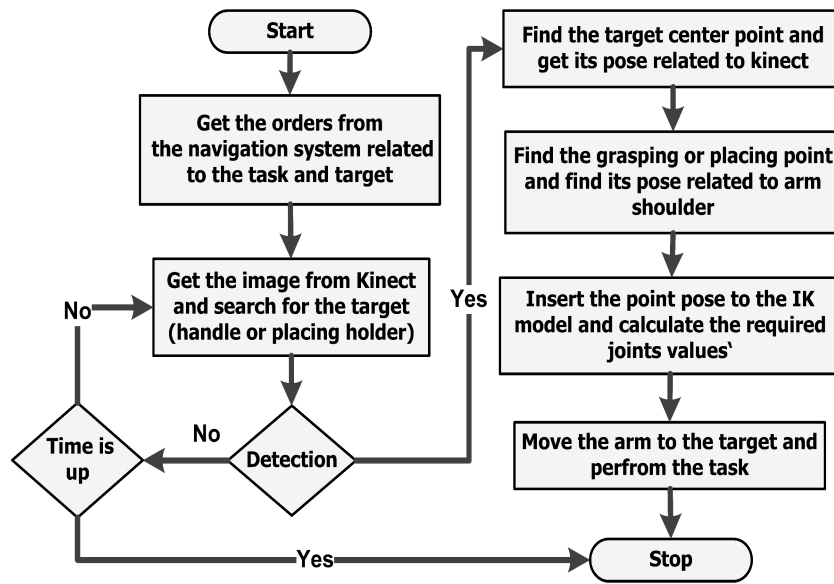 Start
Get the orders from
the navigation system related
to the task and target
Get the image from Kinect
and search for the target
(handle or placing holder)
No
Time is
up
No
Detection
Yes
Find the target center point and
get its pose related to kinect
Find the grasping or placing point
and find its pose related to arm
shoulder
Insert the point pose to the IK
model and calculate the required
joints values‛
Move the arm to the target and
perfrom the task
Yes
Stop